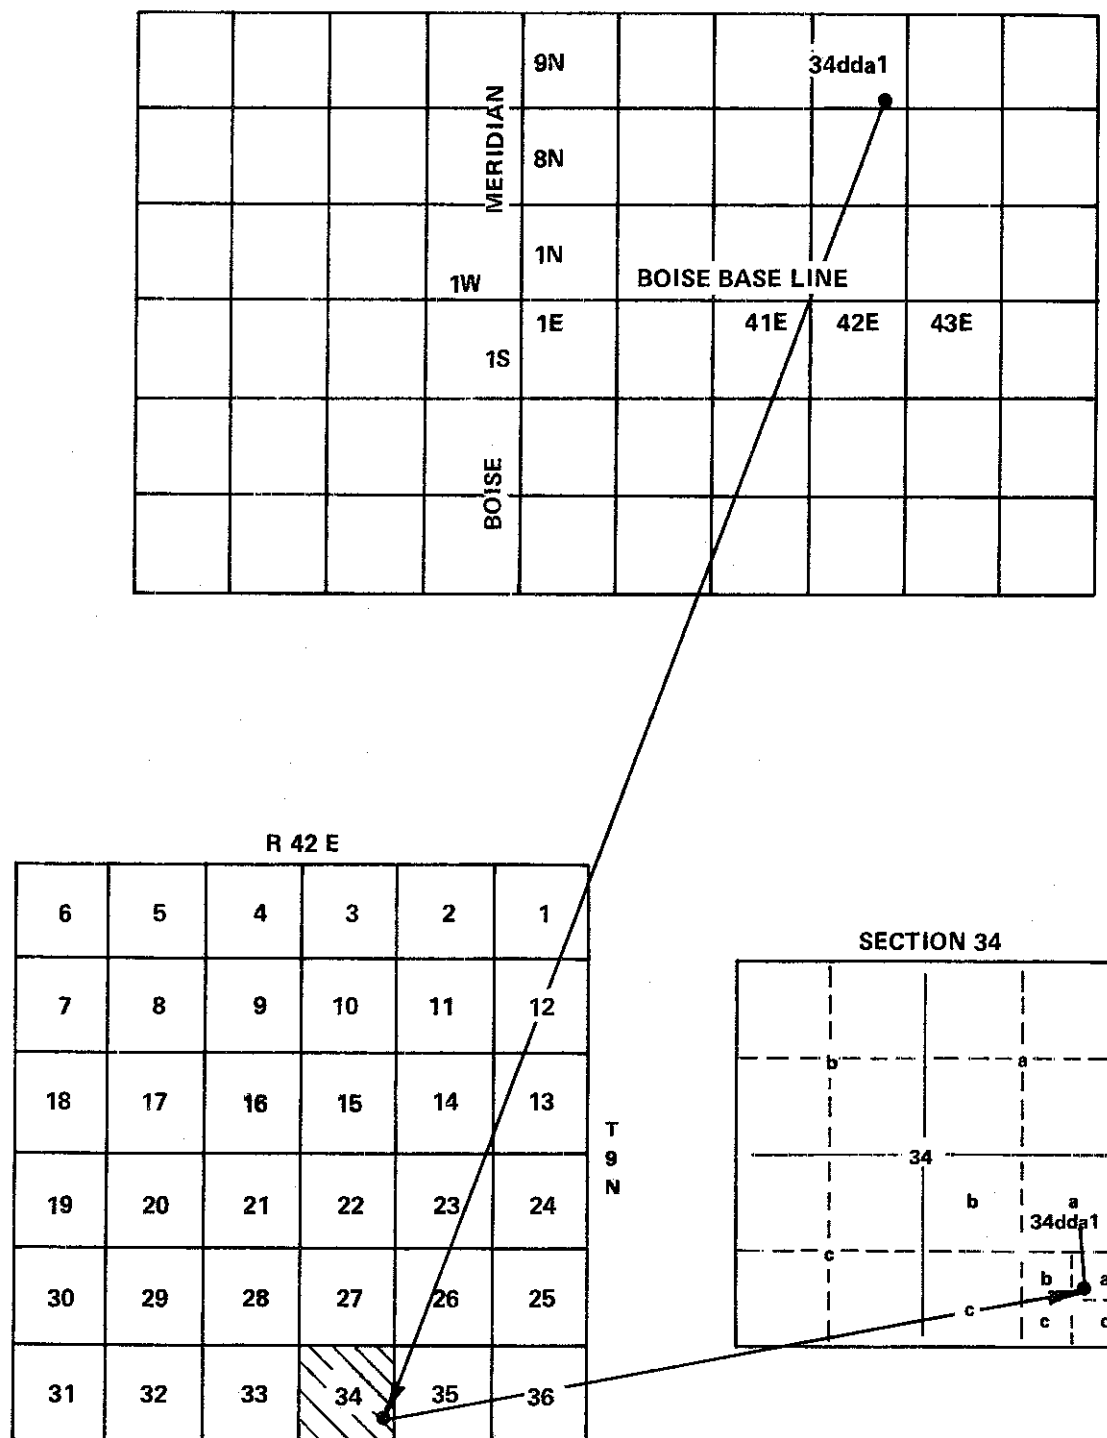 9N
34dda1
MERIDIAN
8N
1N
1W
BOISE BASE LINE
1E
41E 42E 43E
1S
BOISE
R 42 E
6 5 4 3 2 1
7 8 9 10 11 12
18 17 16 15 14 13
19 20 21 22 23 24
30 29 28 27 26 25
31 32 33 34 35 36
T
9
N
SECTION 34
b a
34
b a
34dda1
c
b a
c
c